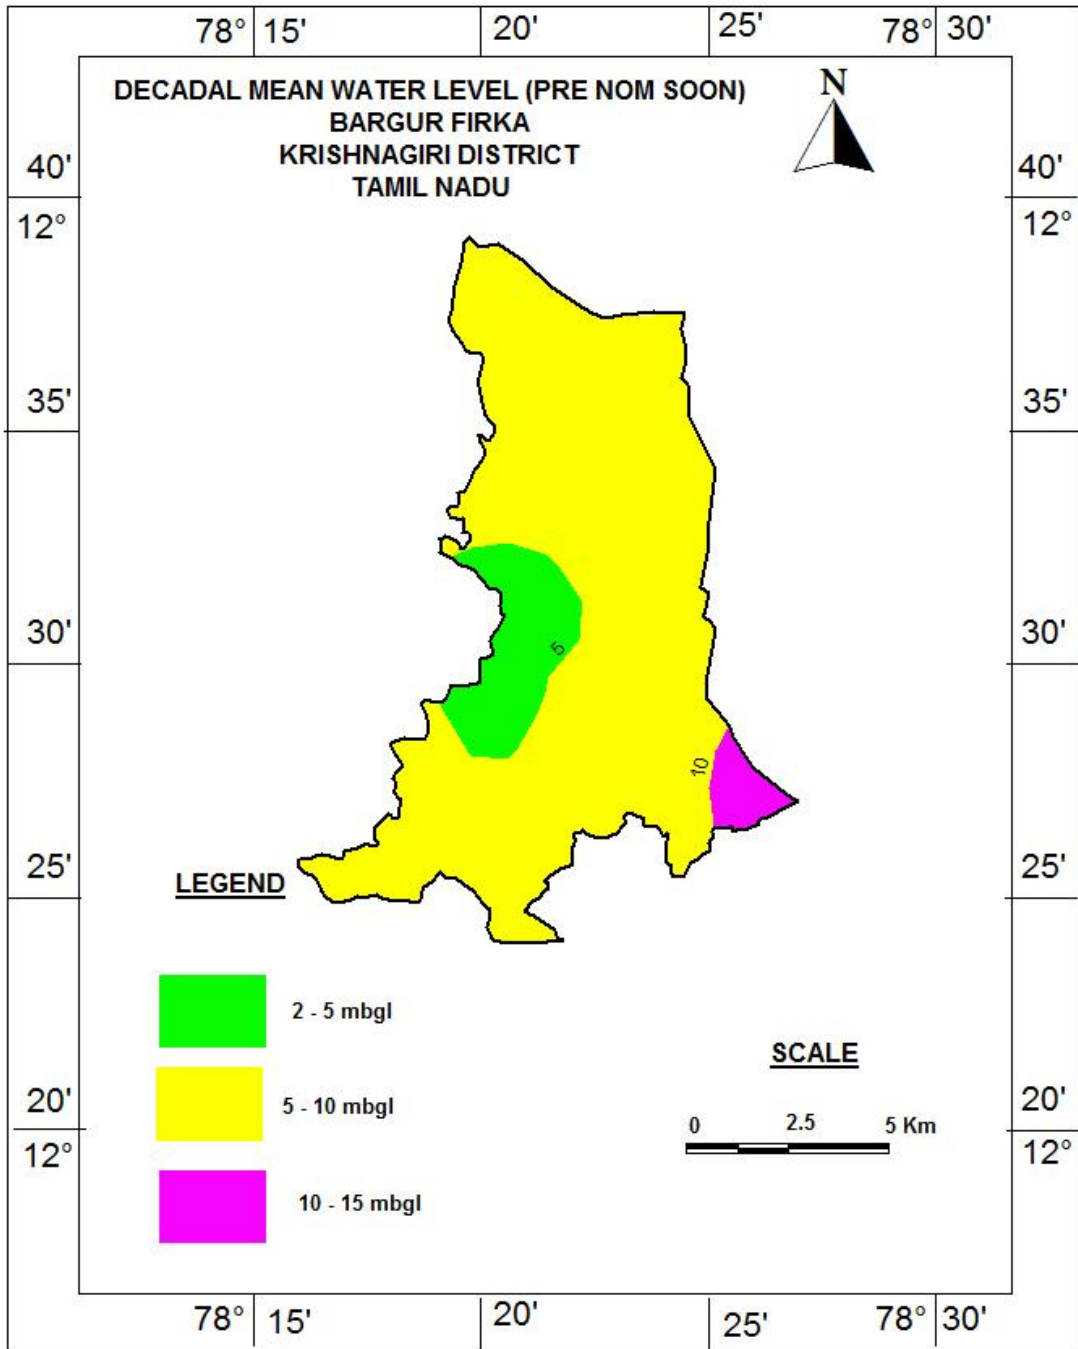 78° 15' 20' 25' 78° 30'
DECADAL MEAN WATER LEVEL (PRE NOM SOON)
BARGUR FIRKA
KRISHNAGIRI DISTRICT
TAMIL NADU
N
40' 40'
12° 12°
35' 35'
30' 30'
5
10
25' 25'
LEGEND
2 - 5 mbgl
SCALE
20' 5 - 10 mbgl 0 2.5 5 Km 20'
12° 12°
10 - 15 mbgl
78° 15' 20' 25' 78° 30'